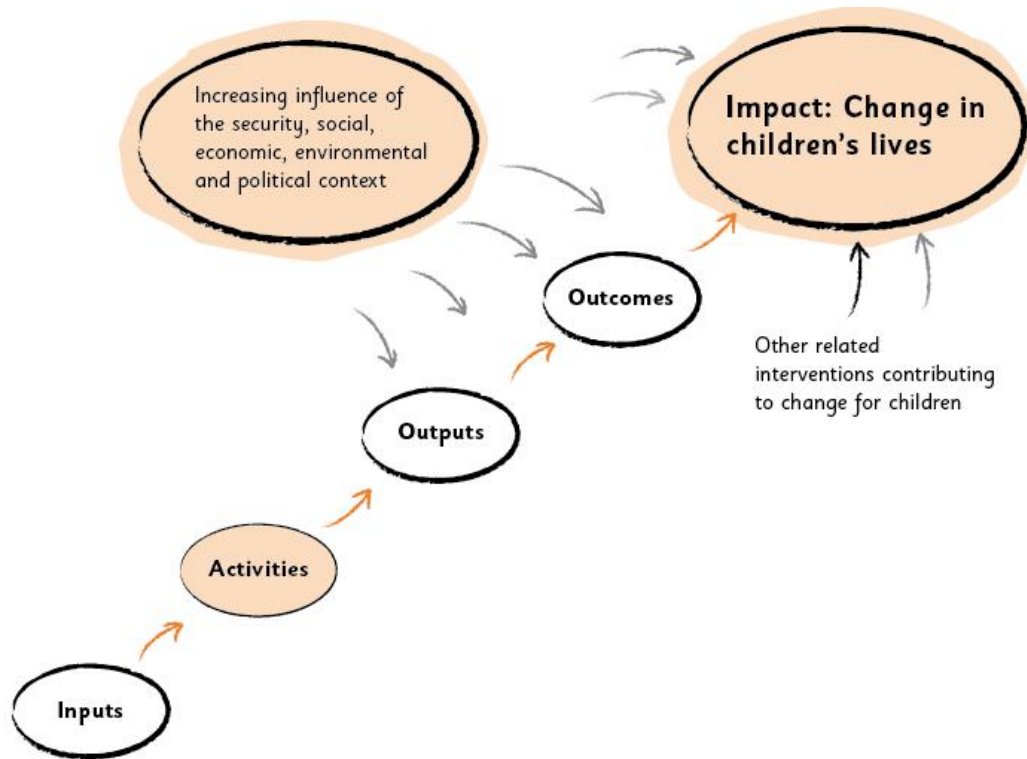 Increasing influence of
the security, social,
economic, environmental
and political context
Impact: Change in
children's lives
Outcomes
Other related
interventions contributing
to change for children
Outputs
Activities
Inputs